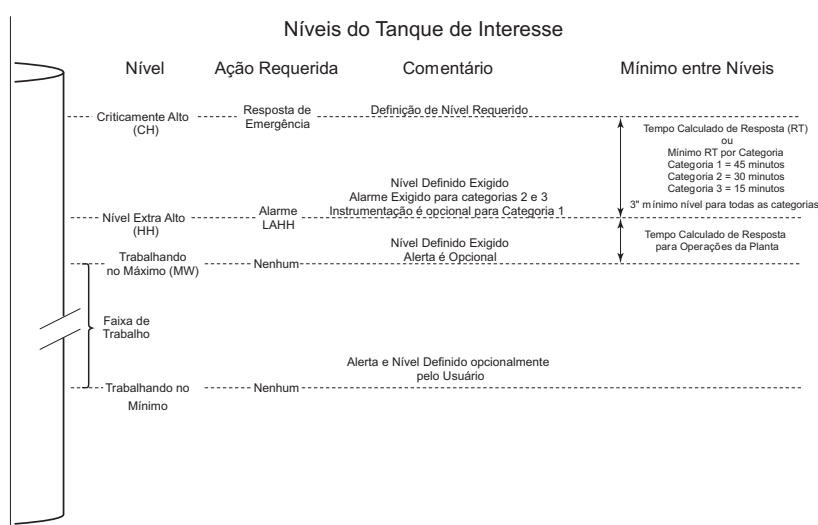 Níveis do Tanque de Interesse
Nível Ação Requerida Comentário Mínimo entre Níveis
Criticamente Alto
(CH)
Resposta de
Emergência
Definição de Nível Requerido
Tempo Calculado de Resposta (RT)
ou
Mínimo RT por Categoria
Categoria 1 = 45 minutos
Categoria 2 = 30 minutos
Categoria 3 = 15 minutos
3" mínimo nível para todas as categorias
Nível Extra Alto
(HH)
Alarme
LAHH
Nível Definido Exigido
Alarme Exigido para categorias 2 e 3
Instrumentação é opcional para Categoria 1
Tempo Calculado de Resposta
para Operações da Planta
Trabalhando
no Máximo (MW)
Nenhum
Nível Definido Exigido
Alerta é Opcional
Faixa de
Trabalho
Trabalhando no
Mínimo
Nenhum
Alerta e Nível Definido opcionalmente
pelo Usuário